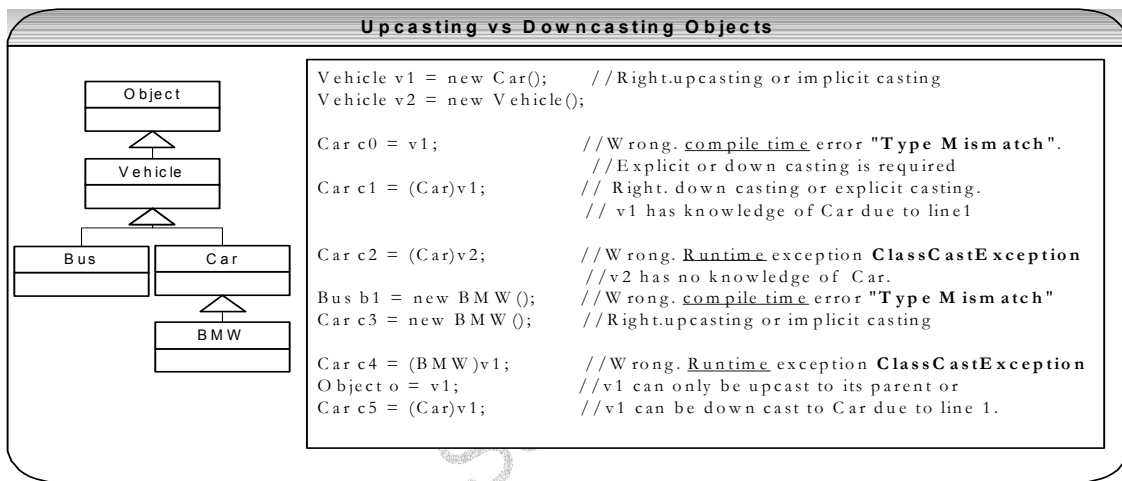 Upcasting vs Downcasting Objects
Object
Vehicle
Bus
Car
BMW
Vehicle v1 = new Car(); //Right.upcasting or implicit casting
Vehicle v2 = new Vehicle();
Car c0 = v1; //Wrong. compile time error "Type Mismatch".
//Explicit or down casting is required
Car c1 = (Car)v1; // Right. down casting or explicit casting.
// v1 has knowledge of Car due to line1
Car c2 = (Car)v2; //Wrong. Runtime exception ClassCastException
//v2 has no knowledge of Car.
Bus b1 = new BMW(); //Wrong. compile time error "Type Mismatch"
Car c3 = new BMW(); //Right.upcasting or implicit casting
Car c4 = (BMW)v1; //Wrong. Runtime exception ClassCastException
Object o = v1; //v1 can only be upcast to its parent or
Car c5 = (Car)v1; //v1 can be down cast to Car due to line 1.